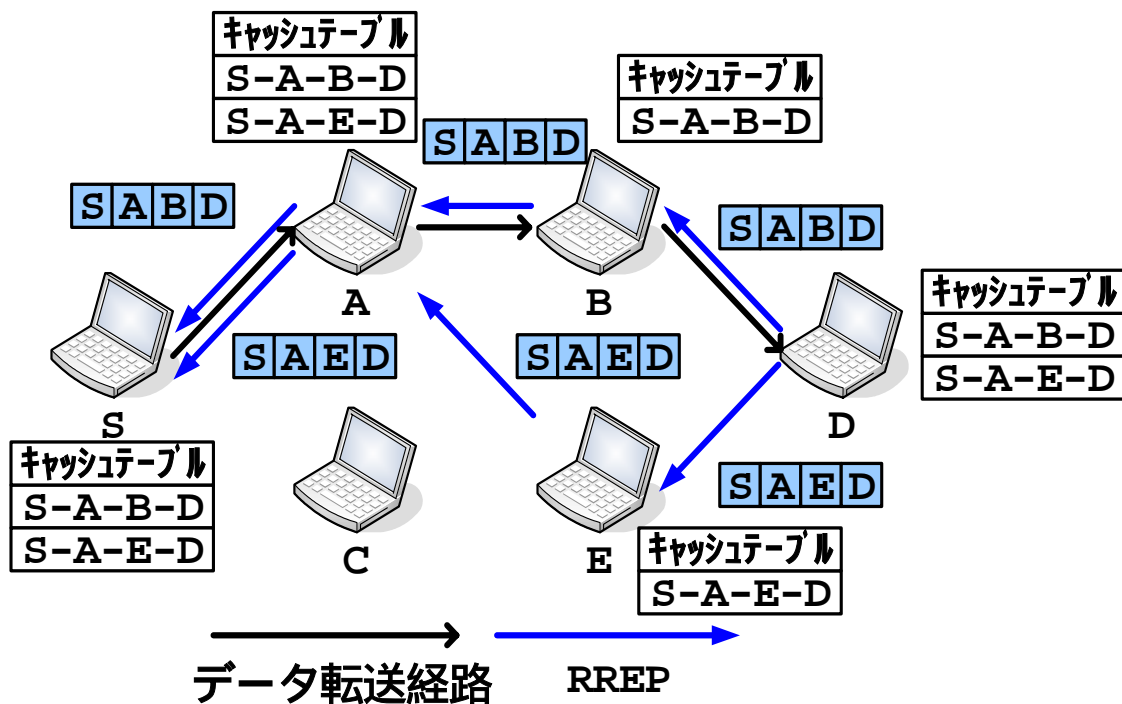 キャッシュテーブル
S-A-B-D
S-A-E-D
キャッシュテーブル
S-A-B-D
SABD
SABD
SABD
A
B
キャッシュテーブル
S-A-B-D
S-A-E-D
SAED
SAED
S
D
キャッシュテーブル
S-A-B-D
S-A-E-D
SAED
C
E
キャッシュテーブル
S-A-E-D
データ転送経路
RREP